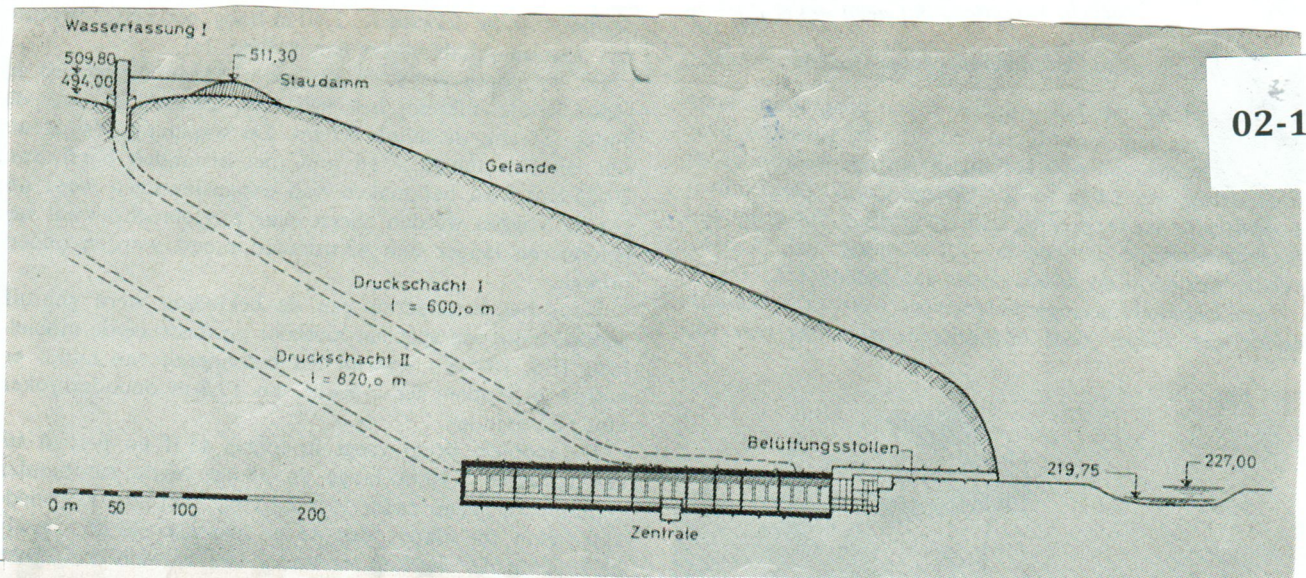 Wasserfassung I
509,80
511,30
494,00
Staudamm
02-1
Gelände
Druckschacht I
l = 600,o m
Druckschacht II
l = 820,o m
Belüftungsstollen
219,75
227,00
0 m 50 100 200
Zentrale